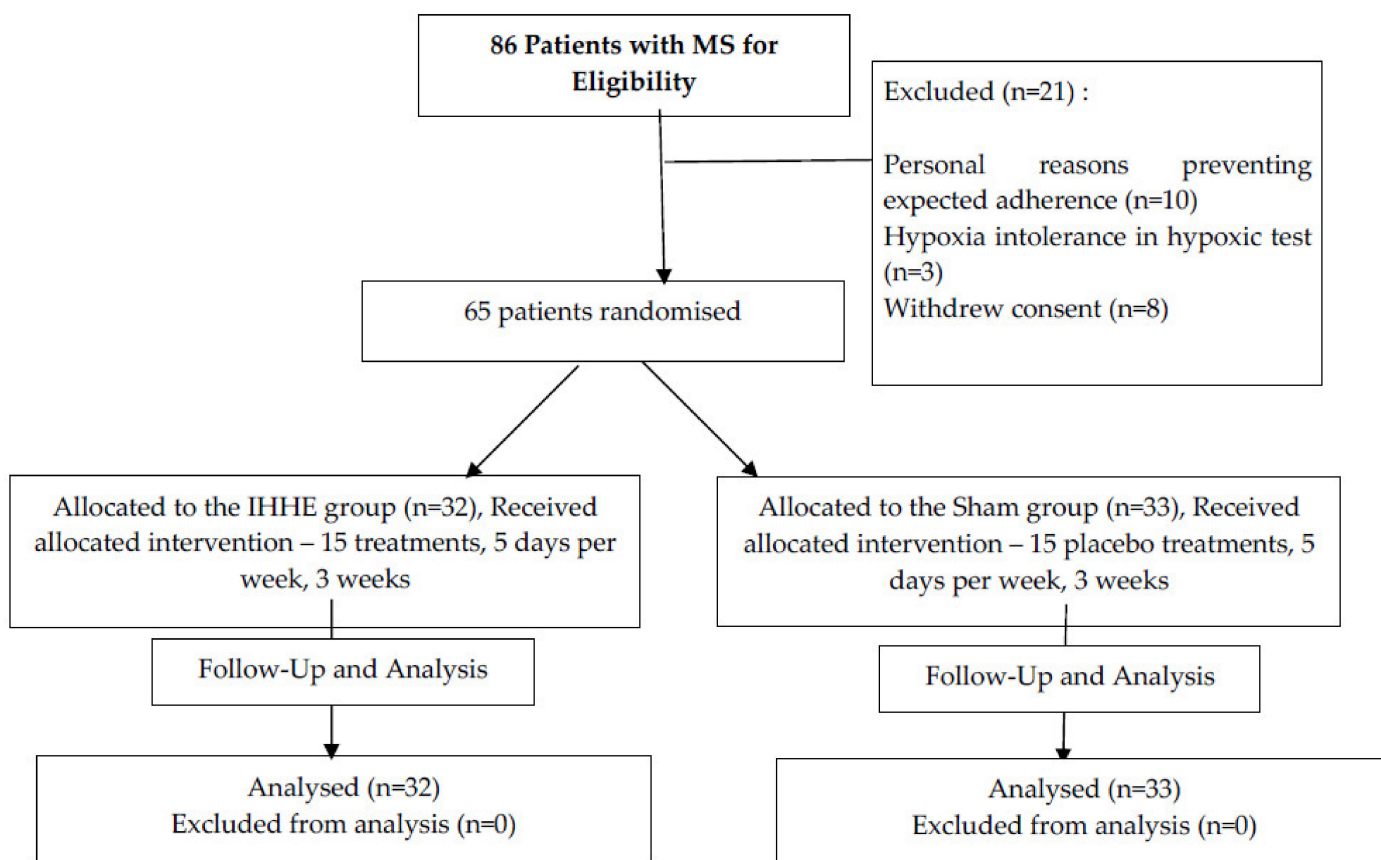 86 Patients with MS for
Eligibility
Excluded (n=21) :
Personal reasons preventing
expected adherence (n=10)
Hypoxia intolerance in hypoxic test
(n=3)
Withdrew consent (n=8)
65 patients randomised
Allocated to the IHHE group (n=32), Received
allocated intervention – 15 treatments, 5 days per
week, 3 weeks
Allocated to the Sham group (n=33), Received
allocated intervention – 15 placebo treatments, 5
days per week, 3 weeks
Follow-Up and Analysis
Follow-Up and Analysis
Analysed (n=32)
Excluded from analysis (n=0)
Analysed (n=33)
Excluded from analysis (n=0)